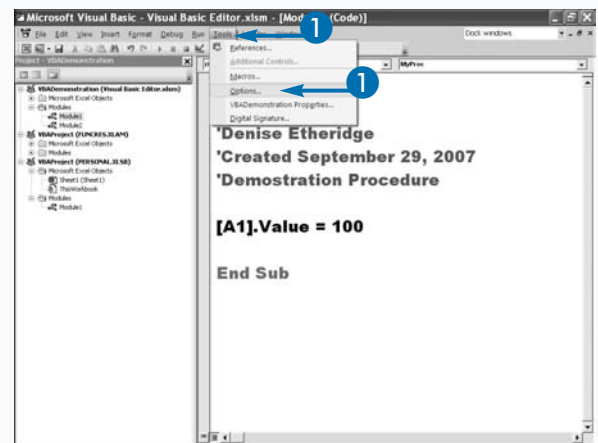 Microsoft Visual Basic - Visual Basic Editor.xlsm - [Mod (Code)]
File Edit View Insert Format Debug Run Tools
Dock windows
References...
Additional Controls...
Macros...
Options...
VBADemonstration Properties...
Digital Signature...
1
1
Project - VBADemonstration
VBADemonstration (Visual Basic Editor.xlsm)
Microsoft Excel Objects
Modules
Module1
Module2
VBAProject (FUNCRES.XLAM)
Microsoft Excel Objects
Modules
VBAProject (PERSONAL.XLSB)
Microsoft Excel Objects
Sheet1 (Sheet1)
ThisWorkbook
Modules
Module1
MyProc
'Denise Etheridge
'Created September 29, 2007
'Demostration Procedure
[A1].Value = 100
End Sub